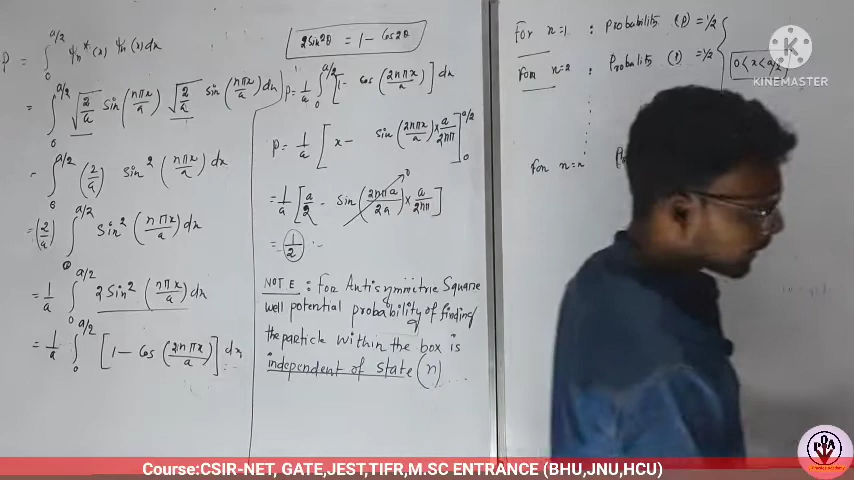 P = ∫₀^{a/2} ψₙ*(x) ψₙ(x) dx
= ∫₀^{a/2} √(2/a) Sin(nπx/a) √(2/a) Sin(nπx/a) dx
= ∫₀^{a/2} (2/a) Sin²(nπx/a) dx
= (2/a) ∫₀^{a/2} Sin²(nπx/a) dx
= 1/a ∫₀^{a/2} 2 Sin²(nπx/a) dx
= 1/a ∫₀^{a/2} [1 - Cos(2nπx/a)] dx
2Sin²θ = 1 - Cos2θ
P = 1/a ∫₀^{a/2} [1 - Cos(2nπx/a)] dx
P = 1/a [x - Sin(2nπx/a) × a/2nπ]₀^{a/2}
= 1/a [a/2 - Sin(2nπa/2a) × a/2nπ] 0
= 1/2
NOTE : For Antisymmitrie Square
well potential probability of finding
the particle within the box is
independent of state (n)
For n=1 : Probability (P) = 1/2
For n=2 : Probability (P) = 1/2
0 < x < a/2
For n=n
KINEMASTER
Course:CSIR-NET, GATE,JEST,TIFR,M.SC ENTRANCE (BHU,JNU,HCU)